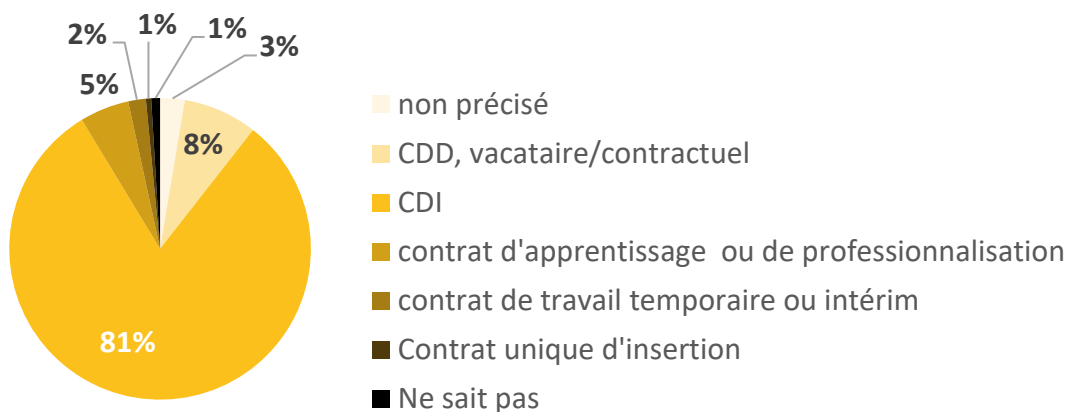 1%
1%
2%
3%
5%
8%
81%
non précisé
CDD, vacataire/contractuel
CDI
contrat d'apprentissage  ou de professionnalisation
contrat de travail temporaire ou intérim
Contrat unique d'insertion
Ne sait pas